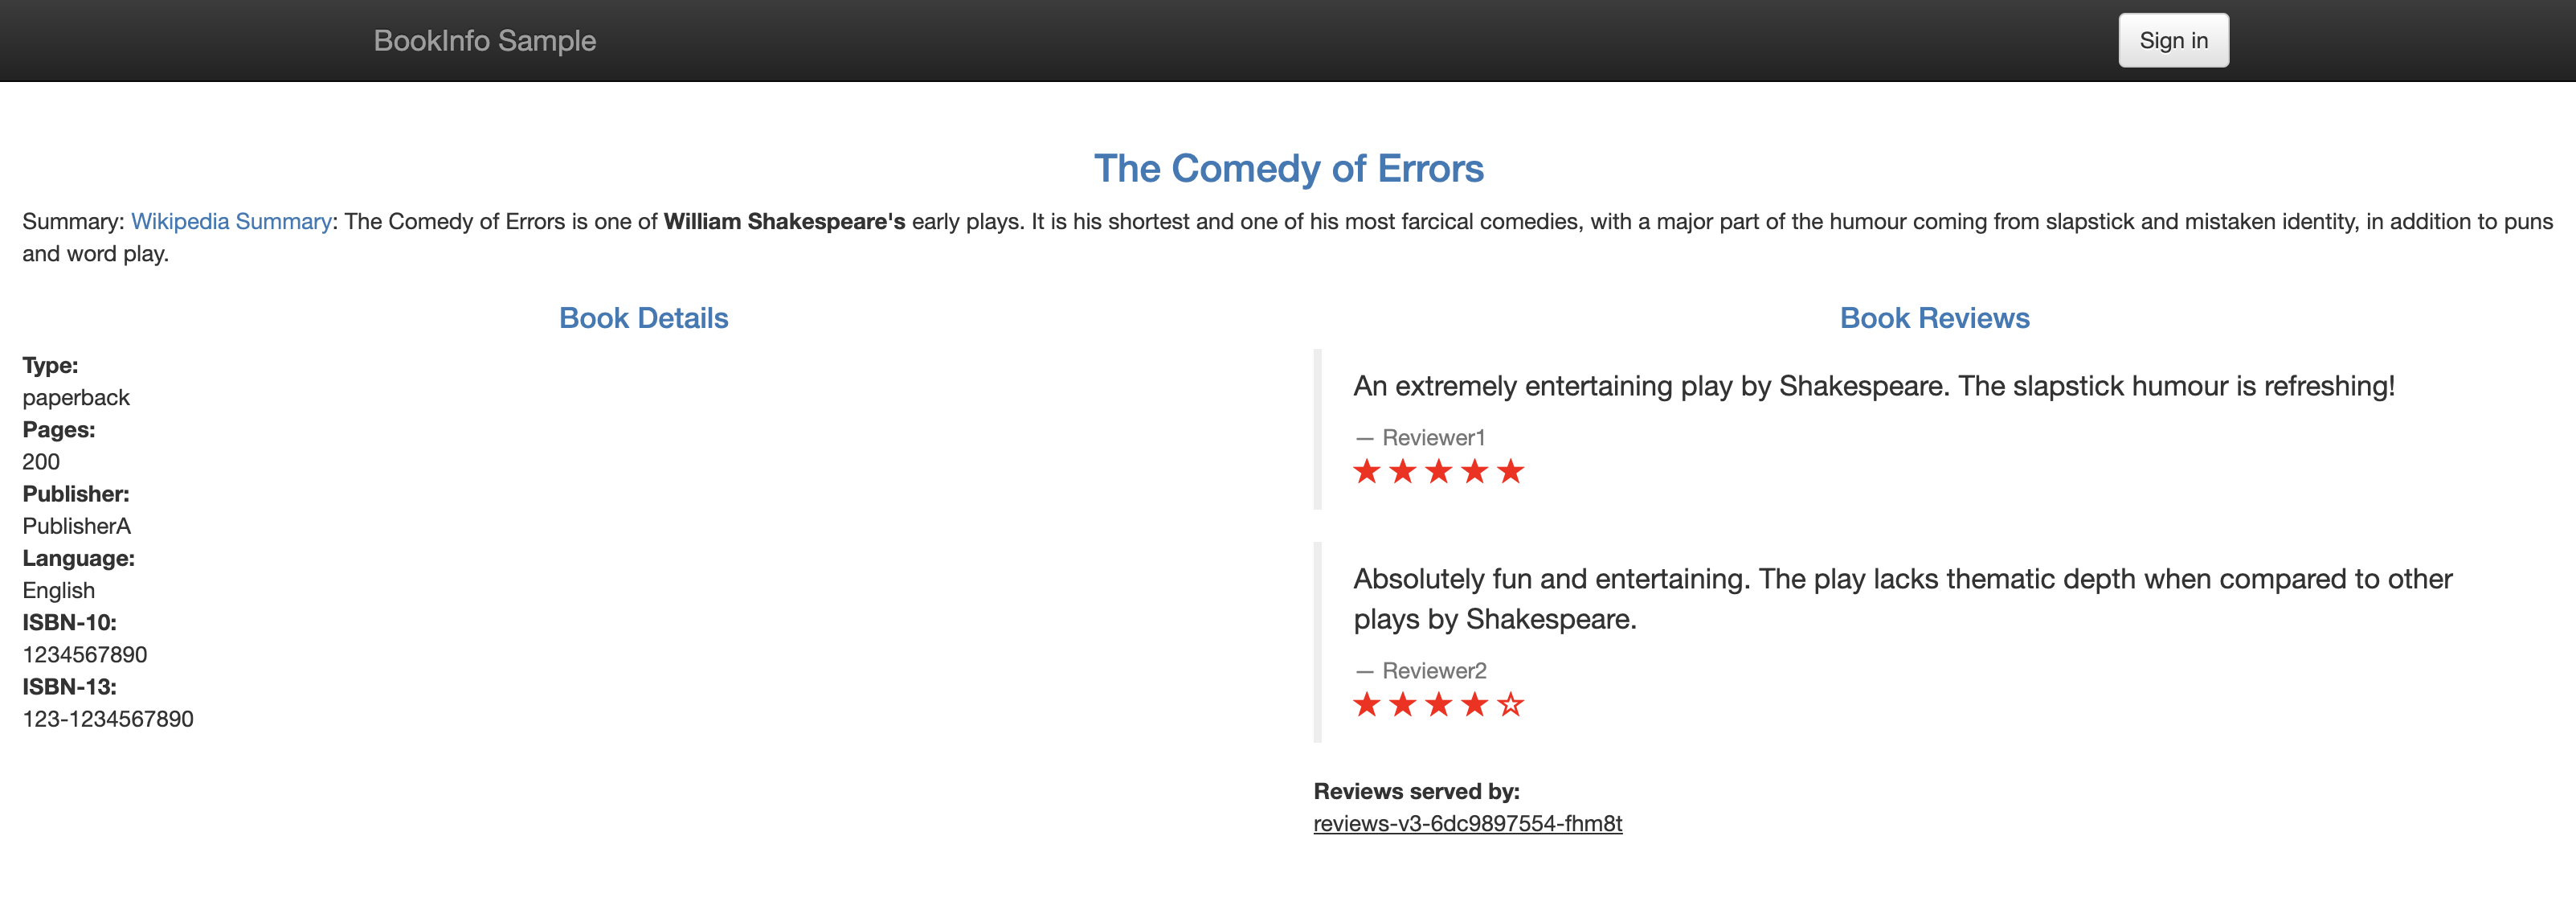 BookInfo Sample
Sign in
The Comedy of Errors
Summary: Wikipedia Summary: The Comedy of Errors is one of William Shakespeare's early plays. It is his shortest and one of his most farcical comedies, with a major part of the humour coming from slapstick and mistaken identity, in addition to puns
and word play.
Book Details
Type:
paperback
Pages:
200
Publisher:
PublisherA
Language:
English
ISBN-10:
1234567890
ISBN-13:
123-1234567890
Book Reviews
An extremely entertaining play by Shakespeare. The slapstick humour is refreshing!
— Reviewer1
Absolutely fun and entertaining. The play lacks thematic depth when compared to other
plays by Shakespeare.
— Reviewer2
Reviews served by:
reviews-v3-6dc9897554-fhm8t